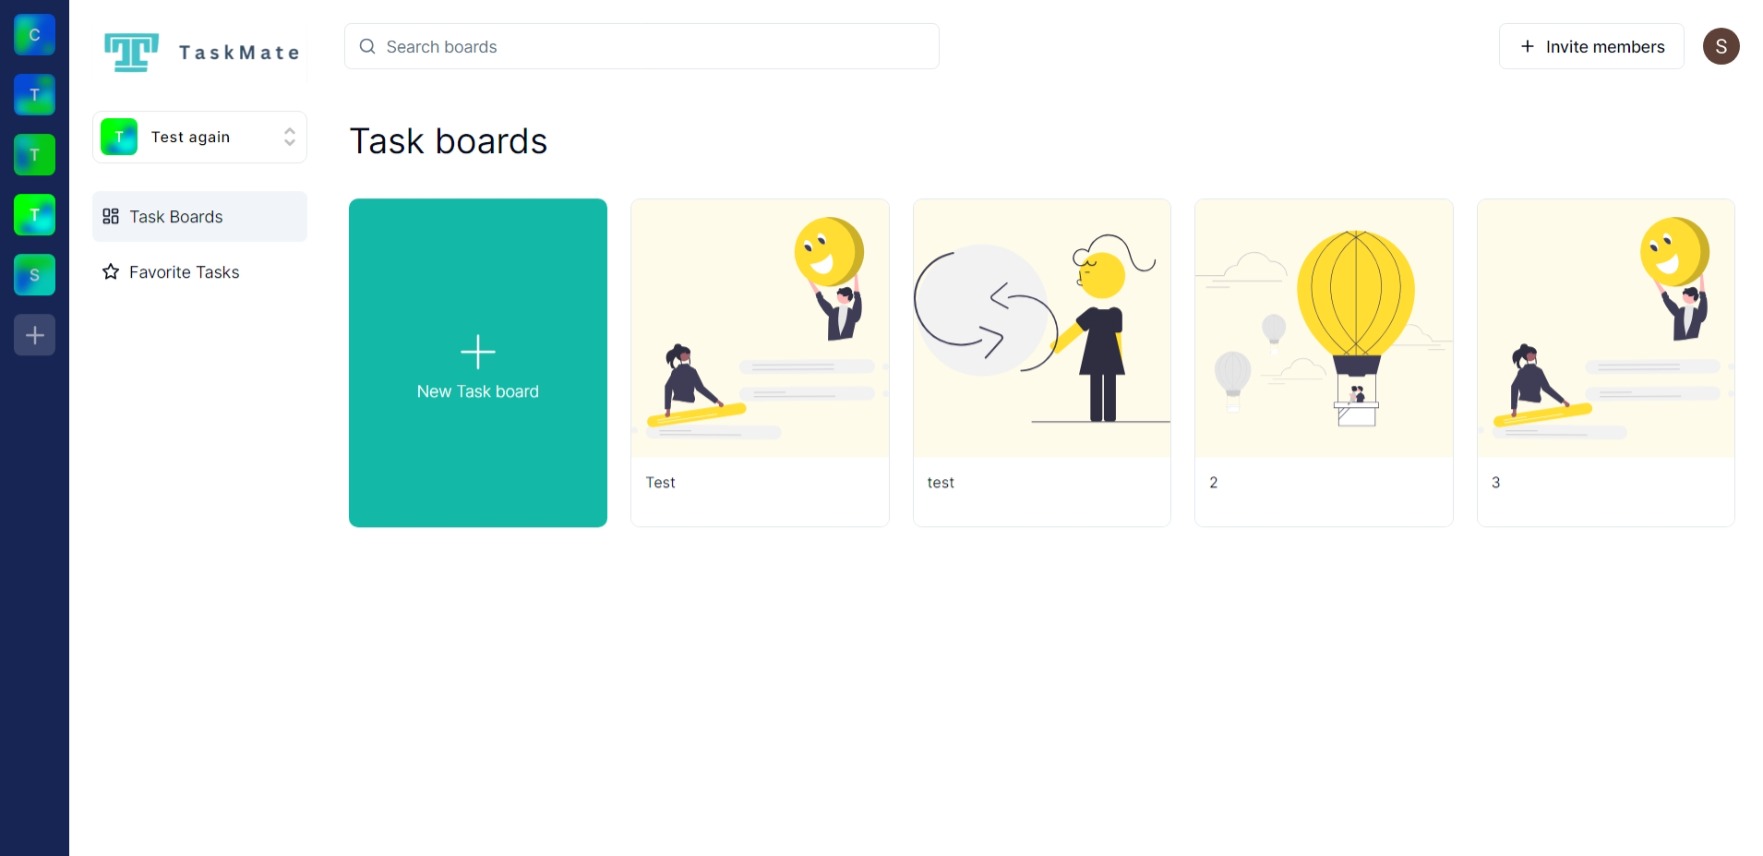 C
T
T
T
S
TaskMate
Search boards
Invite members
S
T
Test again
Task Boards
Favorite Tasks
Task boards
New Task board
Test
test
2
3